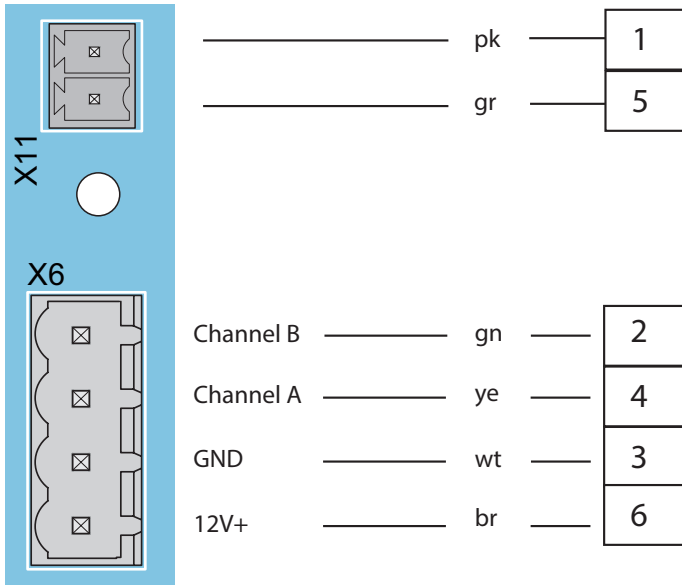 pk 1
gr 5
X11
X6
Channel B gn 2
Channel A ye 4
GND wt 3
12V+ br 6